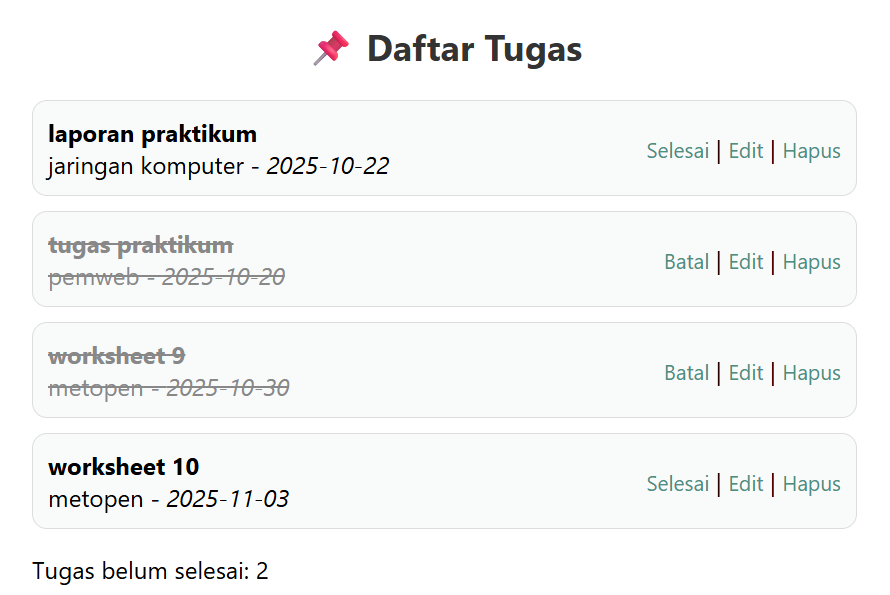 📌 Daftar Tugas
laporan praktikum
jaringan komputer - 2025-10-22
Selesai | Edit | Hapus
tugas praktikum
pemweb - 2025-10-20
Batal | Edit | Hapus
worksheet 9
metopen - 2025-10-30
Batal | Edit | Hapus
worksheet 10
metopen - 2025-11-03
Selesai | Edit | Hapus
Tugas belum selesai: 2